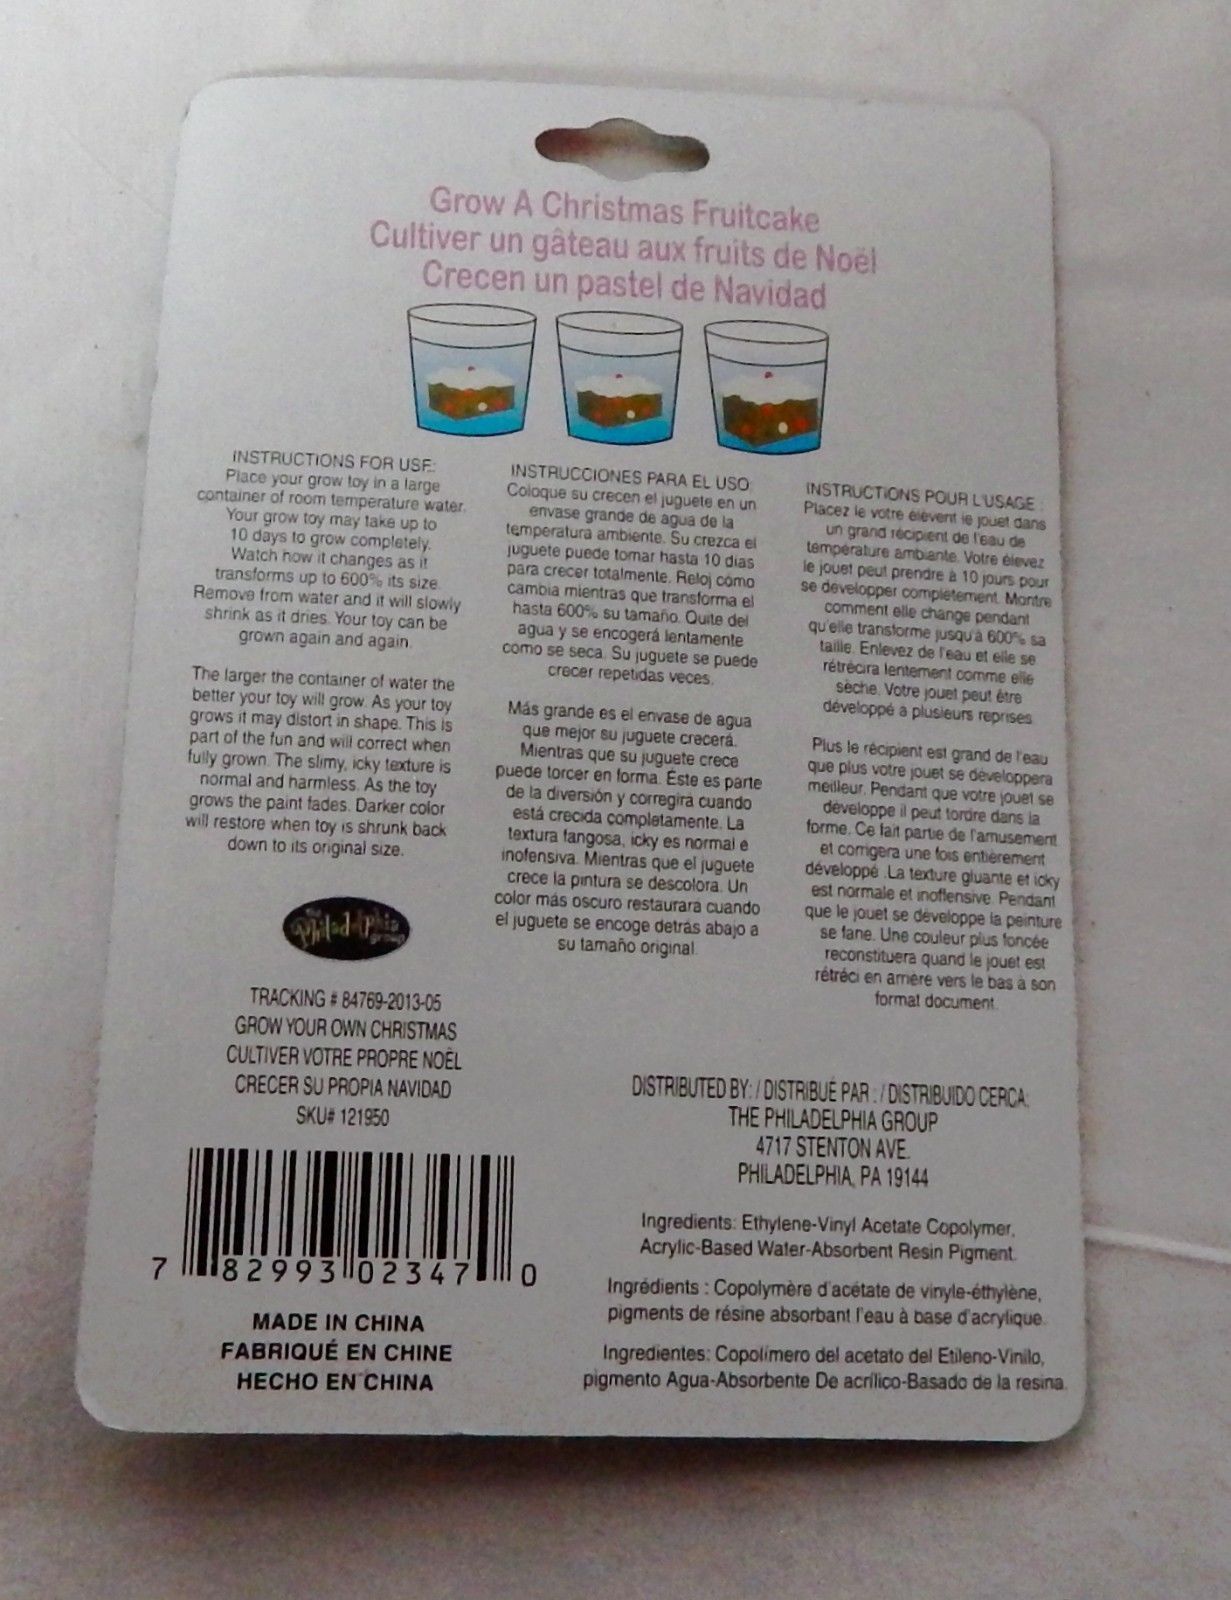 Grow A Christmas Fruitcake
Cultiver un gâteau aux fruits de Noël
Crecen un pastel de Navidad
INSTRUCTIONS FOR USE:
Place your grow toy in a large
container of room temperature water.
Your grow toy may take up to
10 days to grow completely.
Watch how it changes as it
transforms up to 600% its size.
Remove from water and it will slowly
shrink as it dries. Your toy can be
grown again and again.
The larger the container of water the
better your toy will grow. As your toy
grows it may distort in shape. This is
part of the fun and will correct when
fully grown. The slimy, icky texture is
normal and harmless. As the toy
grows the paint fades. Darker color
will restore when toy is shrunk back
down to its original size.
INSTRUCCIONES PARA EL USO:
Coloque su crecen el juguete en un
envase grande de agua de la
temperatura ambiente. Su crezca el
juguete puede tomar hasta 10 dias
para crecer totalmente. Reloj cómo
cambia mientras que transforma el
hasta 600% su tamaño. Quite del
agua y se encogerá lentamente
como se seca. Su juguete se puede
crecer repetidas veces.
Más grande es el envase de agua
que mejor su juguete crecerá.
Mientras que su juguete crece
puede torcer en forma. Éste es parte
de la diversión y corregirá cuando
está crecida completamente. La
textura fangosa, icky es normal e
inofensiva. Mientras que el juguete
crece la pintura se descolora. Un
color más oscuro restaurara cuando
el juguete se encoge detrás abajo a
su tamaño original.
INSTRUCTIONS POUR L'USAGE :
Placez le votre élèvent le jouet dans
un grand récipient de l'eau de
température ambiante. Votre élevez
le jouet peut prendre à 10 jours pour
se développer complètement. Montre
comment elle change pendant
qu'elle transforme jusqu'à 600% sa
taille. Enlevez de l'eau et elle se
rétrécira lentement comme elle
sèche. Votre jouet peut être
développé à plusieurs reprises.
Plus le récipient est grand de l'eau
que plus votre jouet se développera
meilleur. Pendant que votre jouet se
développe il peut tordre dans la
forme. Ce fait partie de l'amusement
et corrigera une fois entièrement
développé .La texture gluante et icky
est normale et inoffensive. Pendant
que le jouet se développe la peinture
se fane. Une couleur plus foncée
reconstituera quand le jouet est
rétréci en arrière vers le bas à son
format document.
the
Philadelphia
group
TRACKING # 84769-2013-05
GROW YOUR OWN CHRISTMAS
CULTIVER VOTRE PROPRE NOËL
CRECER SU PROPIA NAVIDAD
SKU# 121950
7 82993 02347 0
MADE IN CHINA
FABRIQUÉ EN CHINE
HECHO EN CHINA
DISTRIBUTED BY: / DISTRIBUÉ PAR : / DISTRIBUIDO CERCA:
THE PHILADELPHIA GROUP
4717 STENTON AVE.
PHILADELPHIA, PA 19144
Ingredients: Ethylene-Vinyl Acetate Copolymer,
Acrylic-Based Water-Absorbent Resin Pigment.
Ingrédients : Copolymère d'acétate de vinyle-éthylène,
pigments de résine absorbant l'eau à base d'acrylique.
Ingredientes: Copolímero del acetato del Etileno-Vinilo,
pigmento Agua-Absorbente De acrílico-Basado de la resina.